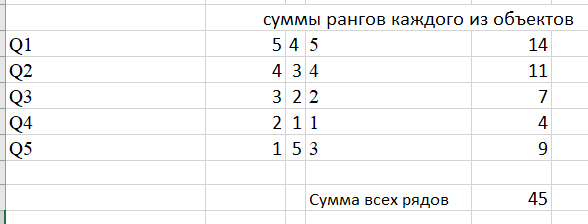 суммы рангов каждого из объектов
Q1 5 4 5 14
Q2 4 3 4 11
Q3 3 2 2 7
Q4 2 1 1 4
Q5 1 5 3 9
Сумма всех рядов 45